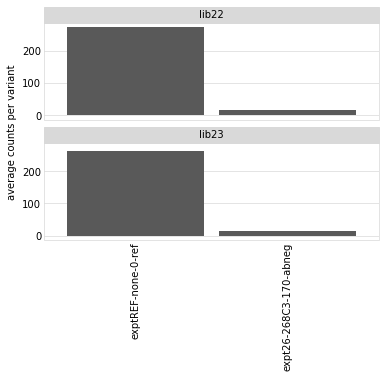 lib22
200
100
0
average counts per variant
lib23
200
100
0
exptREF-none-0-ref
expt26-268C3-170-abneg